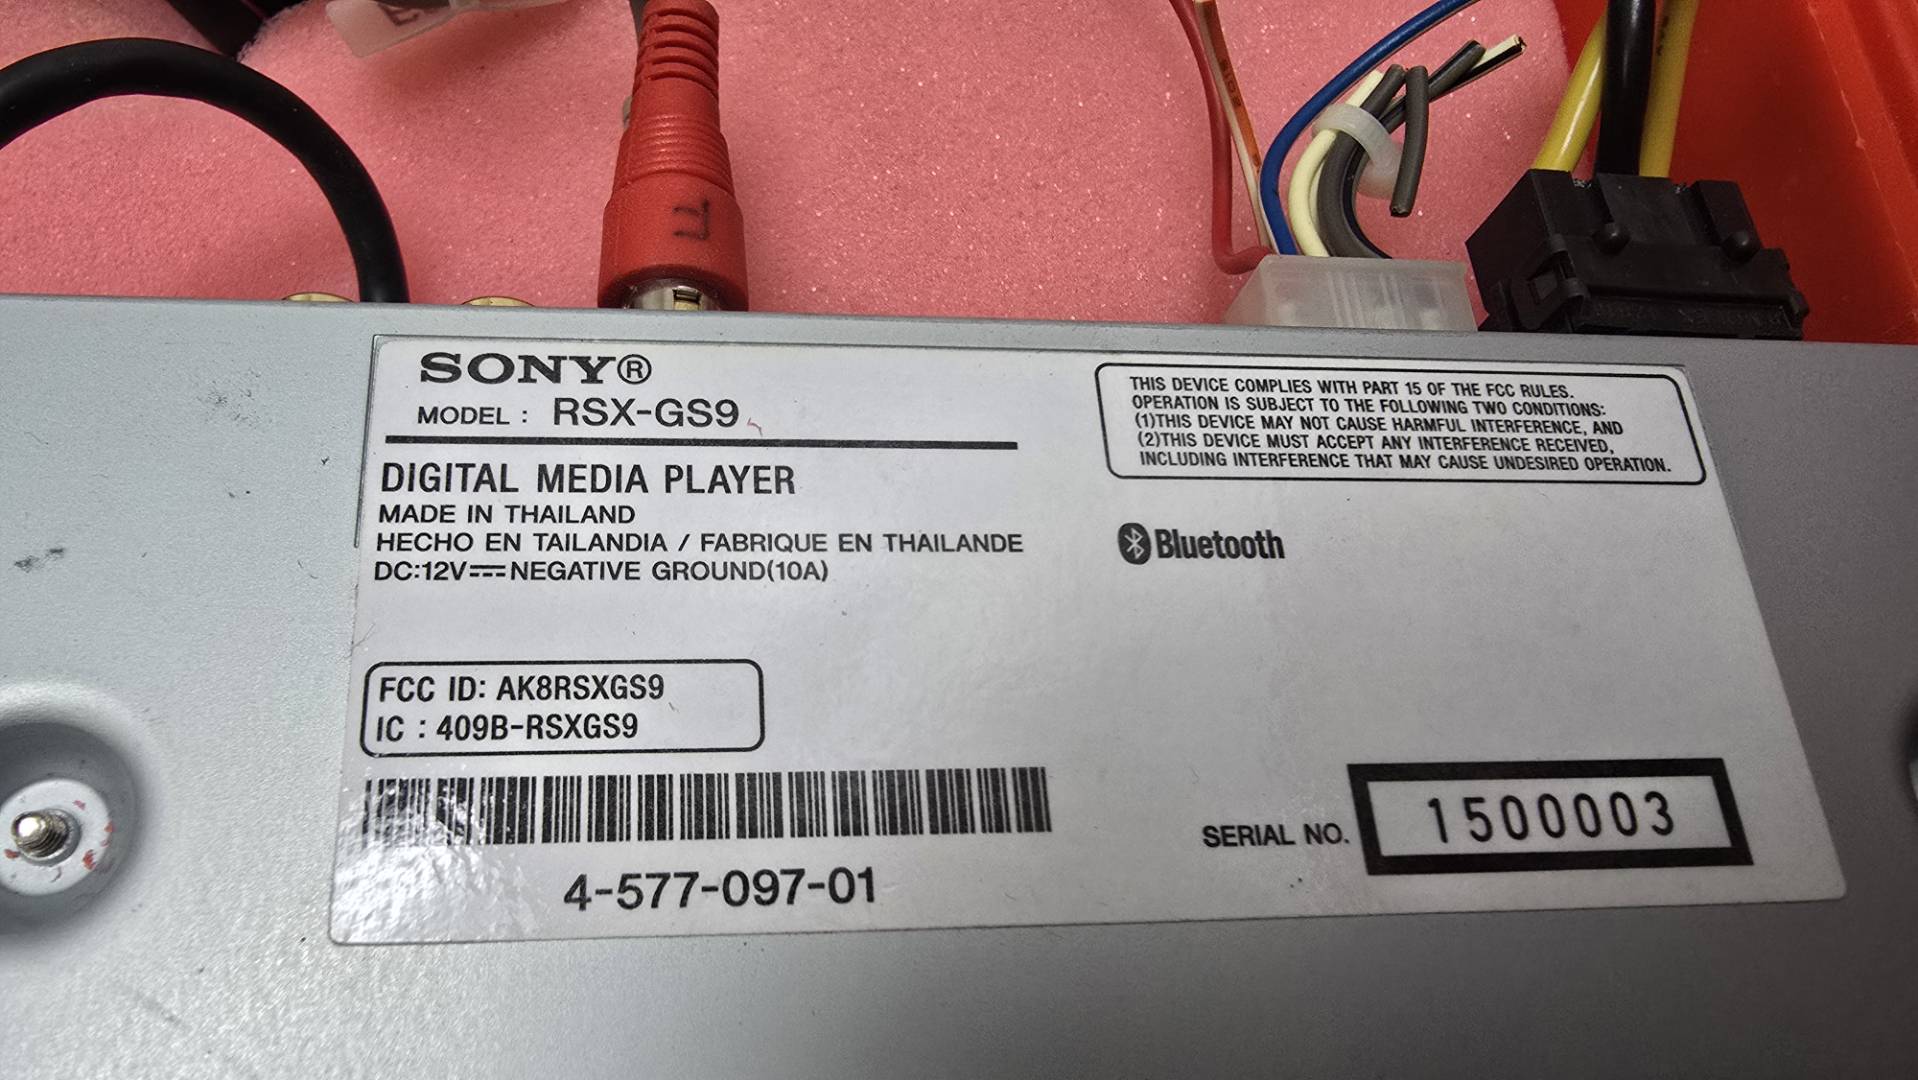 SONY®
MODEL : RSX-GS9
DIGITAL MEDIA PLAYER
MADE IN THAILAND
HECHO EN TAILANDIA / FABRIQUE EN THAILANDE
DC:12V⎓NEGATIVE GROUND(10A)
FCC ID: AK8RSXGS9
IC : 409B-RSXGS9
4-577-097-01
THIS DEVICE COMPLIES WITH PART 15 OF THE FCC RULES.
OPERATION IS SUBJECT TO THE FOLLOWING TWO CONDITIONS:
(1)THIS DEVICE MAY NOT CAUSE HARMFUL INTERFERENCE, AND
(2)THIS DEVICE MUST ACCEPT ANY INTERFERENCE RECEIVED,
INCLUDING INTERFERENCE THAT MAY CAUSE UNDESIRED OPERATION.
Bluetooth
SERIAL NO. 1500003